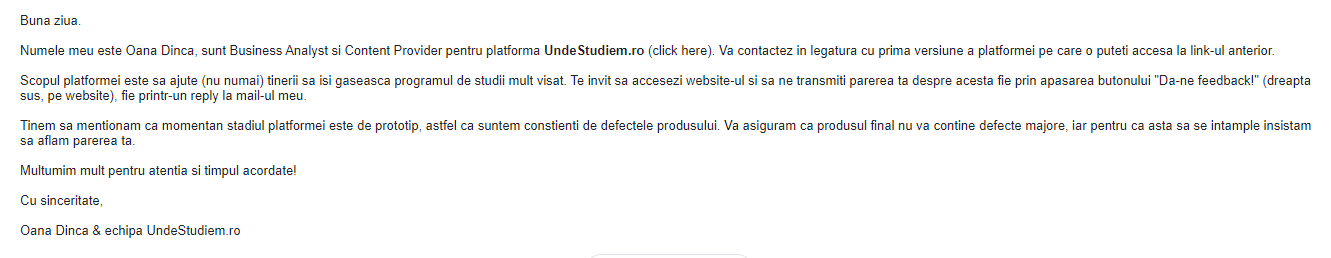 Buna ziua.
Numele meu este Oana Dinca, sunt Business Analyst si Content Provider pentru platforma UndeStudiem.ro (click here). Va contactez in legatura cu prima versiune a platformei pe care o puteti accesa la link-ul anterior.
Scopul platformei este sa ajute (nu numai) tinerii sa isi gaseasca programul de studii mult visat. Te invit sa accesezi website-ul si sa ne transmiti parerea ta despre acesta fie prin apasarea butonului "Da-ne feedback!" (dreapta
sus, pe website), fie printr-un reply la mail-ul meu.
Tinem sa mentionam ca momentan stadiul platformei este de prototip, astfel ca suntem constienti de defectele produsului. Va asiguram ca produsul final nu va contine defecte majore, iar pentru ca asta sa se intample insistam
sa aflam parerea ta.
Multumim mult pentru atentia si timpul acordate!
Cu sinceritate,
Oana Dinca & echipa UndeStudiem.ro